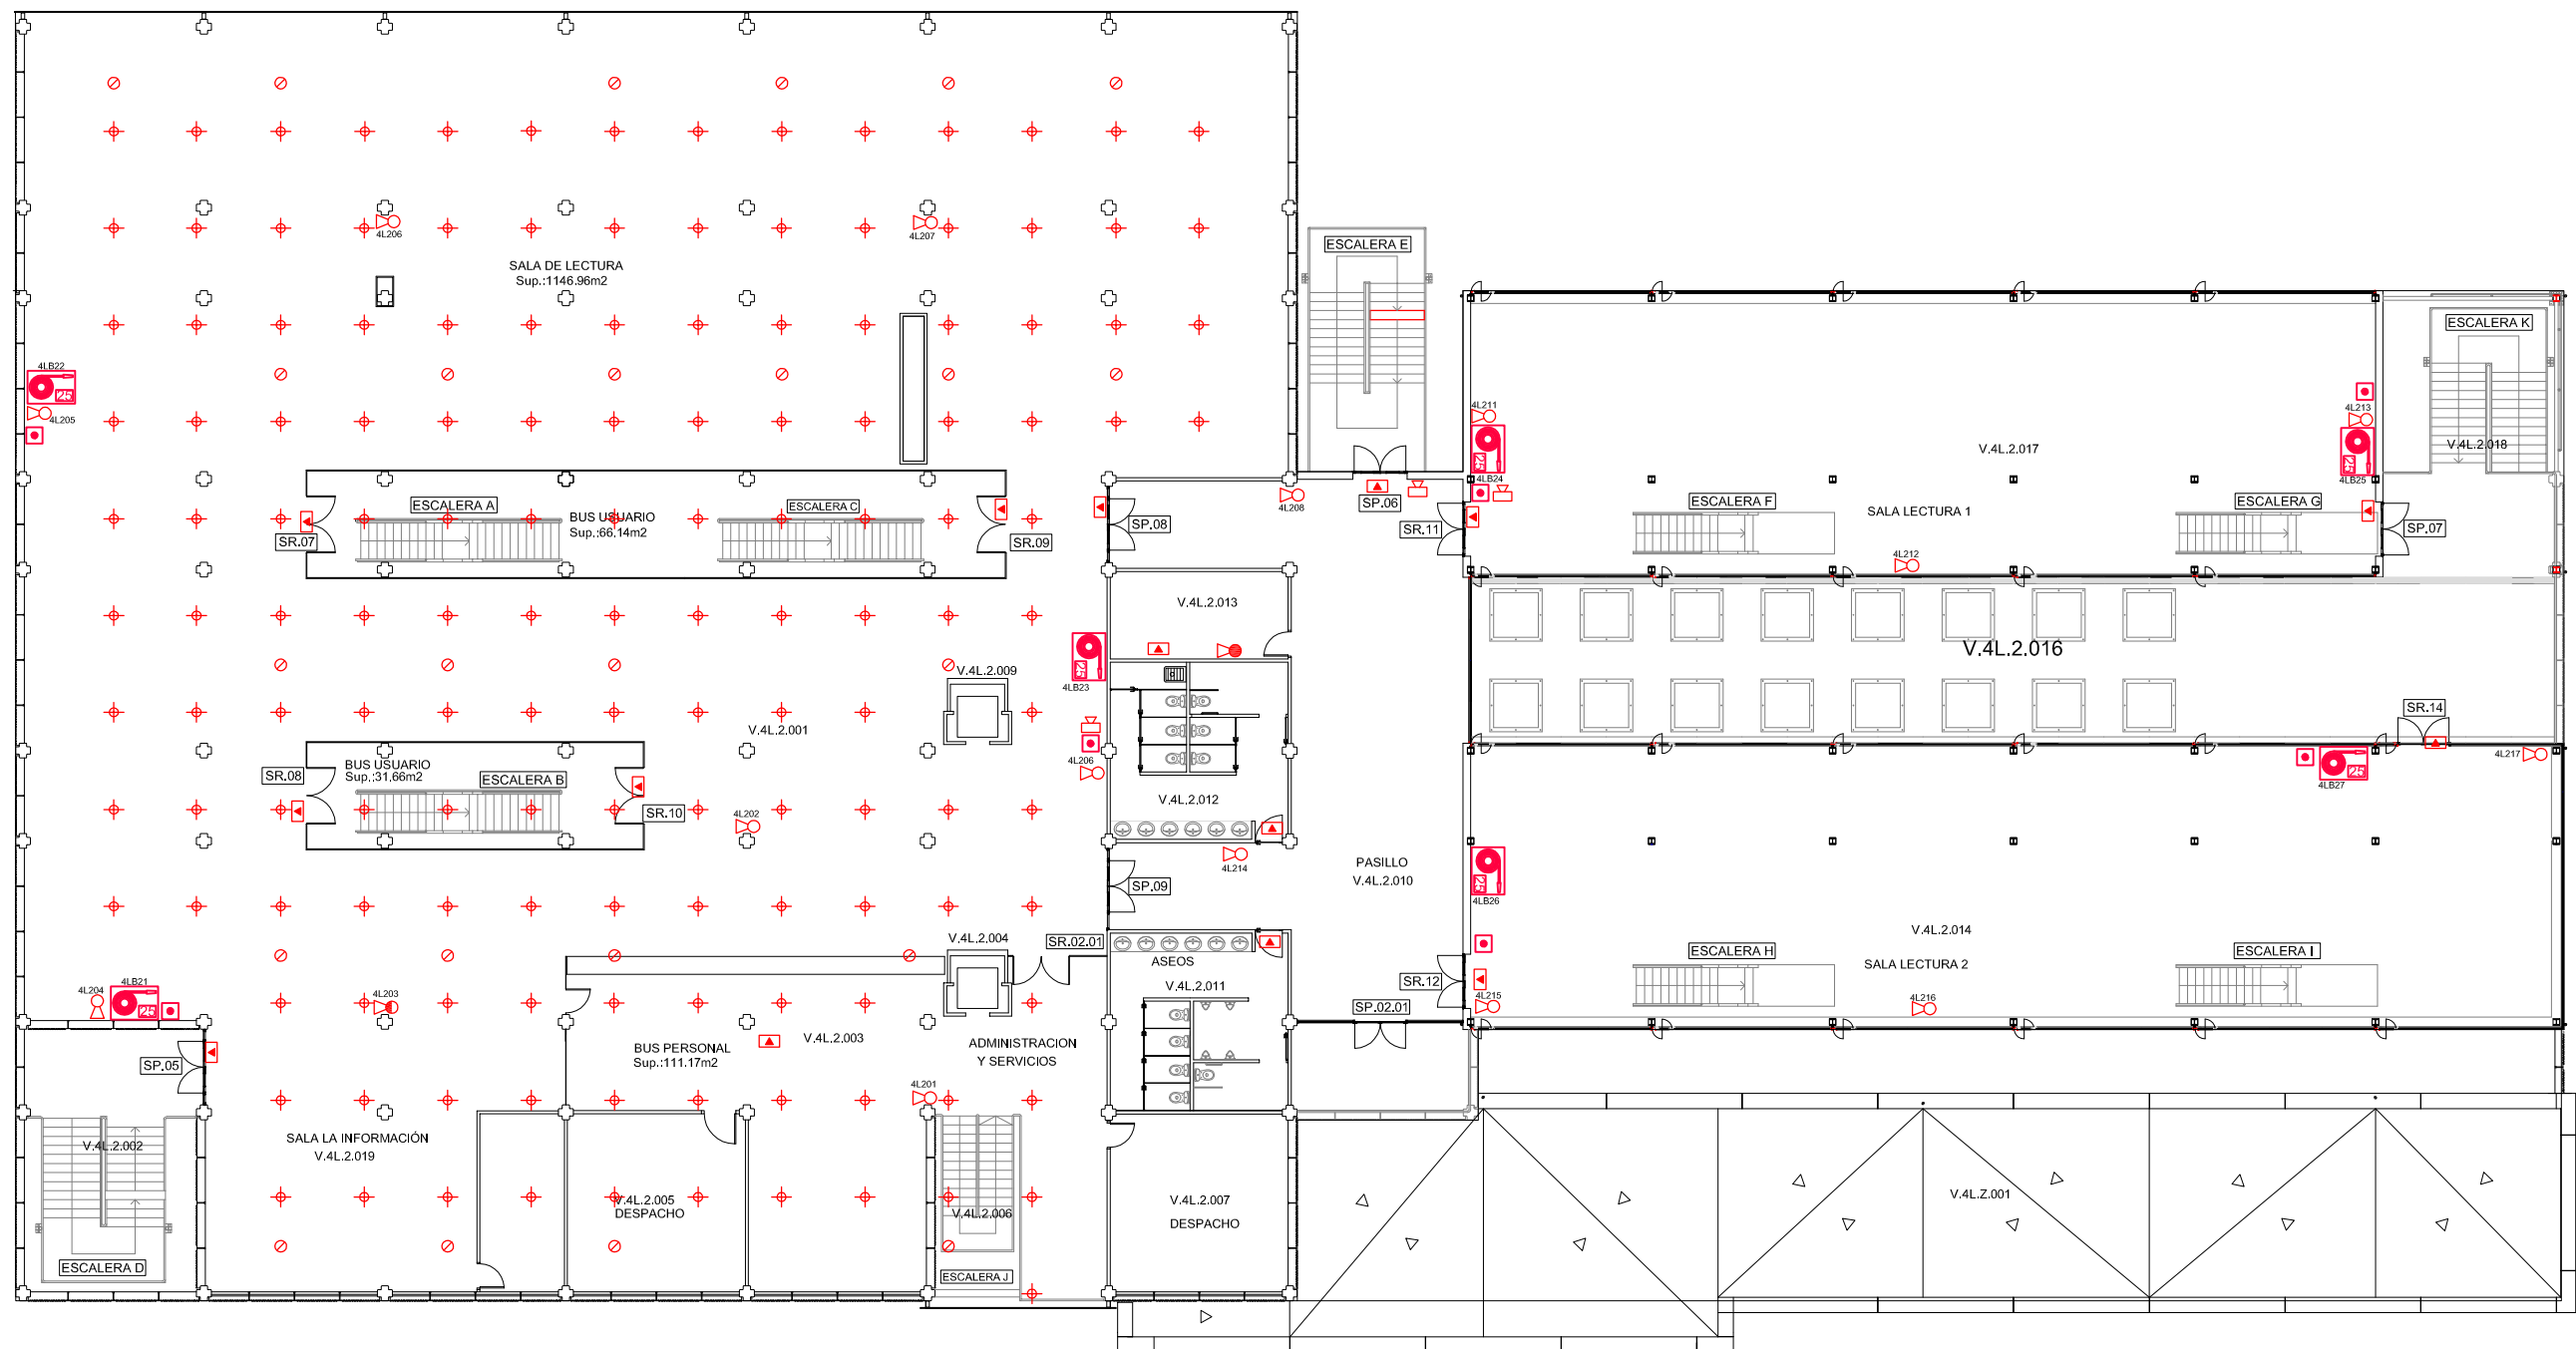 ESCALERA E
4L206
4L207
SALA DE LECTURA
Sup.:1146.96m2
ESCALERA K
4LB22
25
4L205
4L211
25
4LB24
4L213
25
4LB25
V.4L.2.017
V.4L.2.018
ESCALERA A
ESCALERA C
BUS USUARIO
Sup.:66.14m2
SR.07
SR.09
SP.08
4L208
SP.06
SR.11
ESCALERA F
SALA LECTURA 1
ESCALERA G
SP.07
4L212
V.4L.2.013
25
4LB23
V.4L.2.016
V.4L.2.009
V.4L.2.001
SR.14
4L217
25
4LB27
BUS USUARIO
Sup.:31.66m2
SR.08
ESCALERA B
SR.10
4L206
4L202
V.4L.2.012
4L214
PASILLO
V.4L.2.010
25
4LB26
SP.09
V.4L.2.014
V.4L.2.004
SR.02.01
ASEOS
V.4L.2.011
ESCALERA H
SALA LECTURA 2
ESCALERA I
SR.12
4L215
4L216
SP.02.01
4L204
4LB21
25
4L203
V.4L.2.003
BUS PERSONAL
Sup.:111.17m2
ADMINISTRACION
Y SERVICIOS
SP.05
4L201
V.4L.2.002
SALA LA INFORMACIÓN
V.4L.2.019
V.4L.2.005
DESPACHO
V.4L.2.006
V.4L.2.007
DESPACHO
V.4L.Z.001
ESCALERA D
ESCALERA J